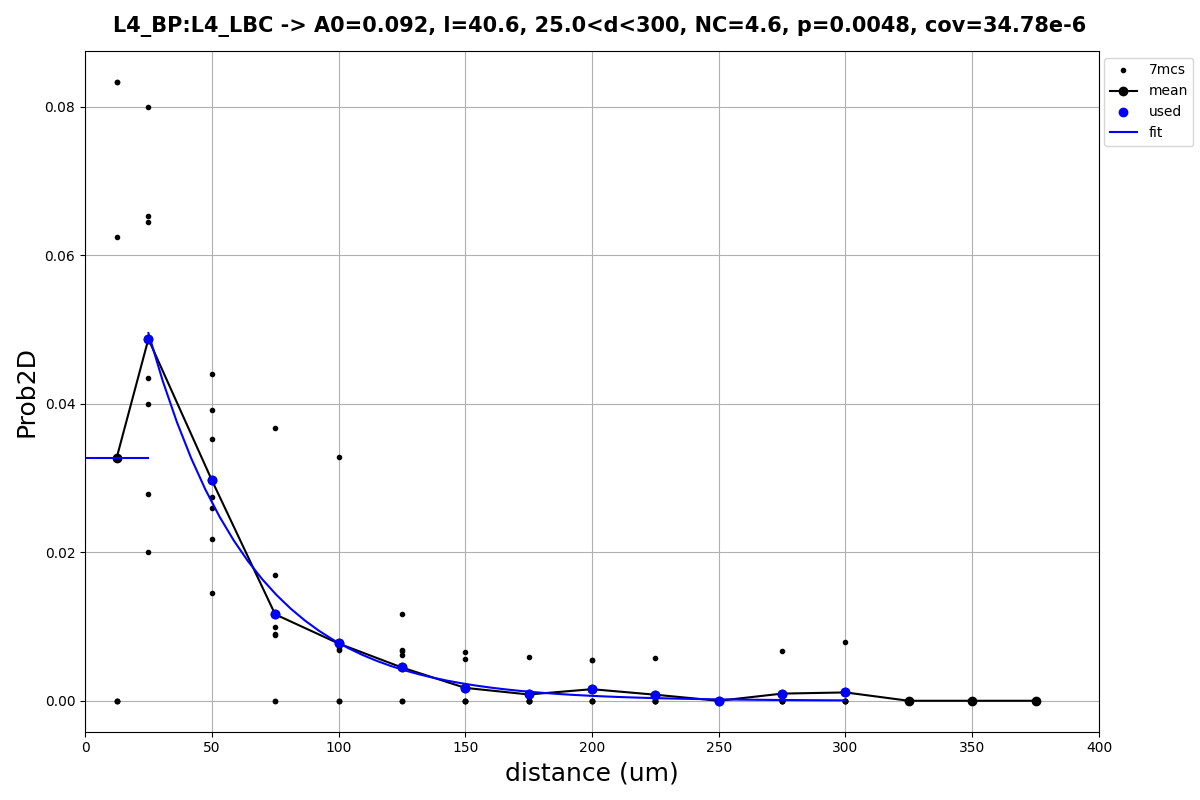 L4_BP:L4_LBC -> A0=0.092, l=40.6, 25.0<d<300, NC=4.6, p=0.0048, cov=34.78e-6
7mcs
mean
used
fit
Prob2D
0.08
0.06
0.04
0.02
0.00
0 50 100 150 200 250 300 350 400
distance (um)